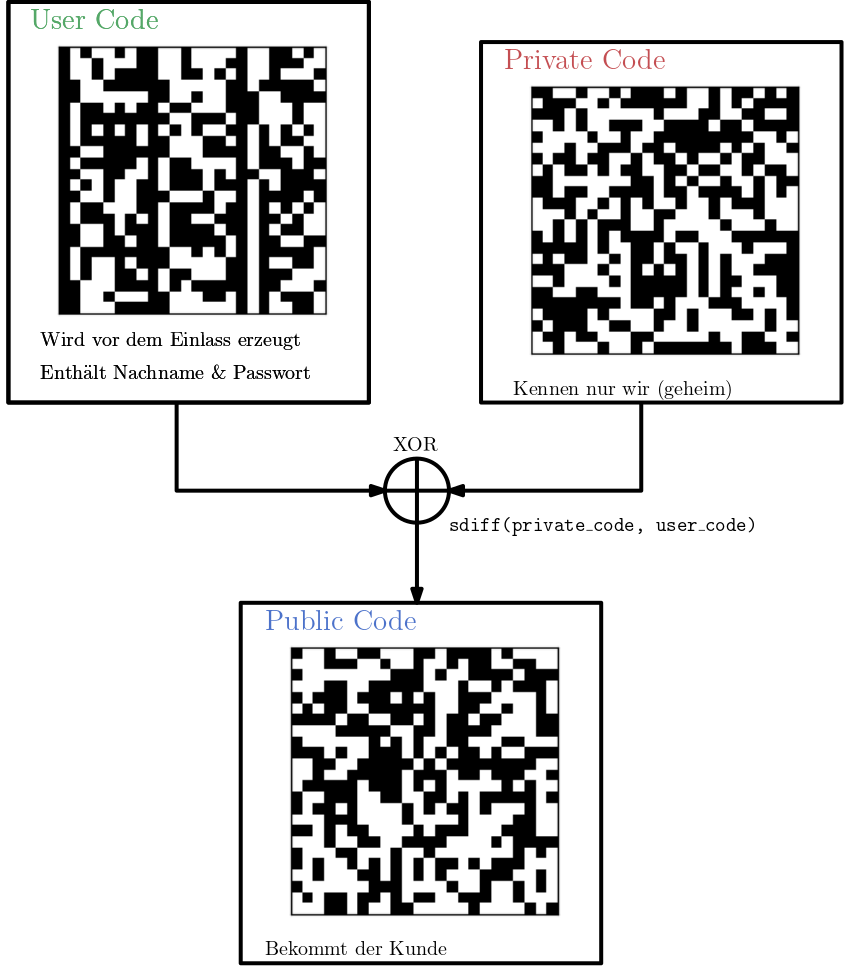 User Code
Wird vor dem Einlass erzeugt
Enthält Nachname & Passwort
Private Code
Kennen nur wir (geheim)
XOR
sdiff(private_code, user_code)
Public Code
Bekommt der Kunde